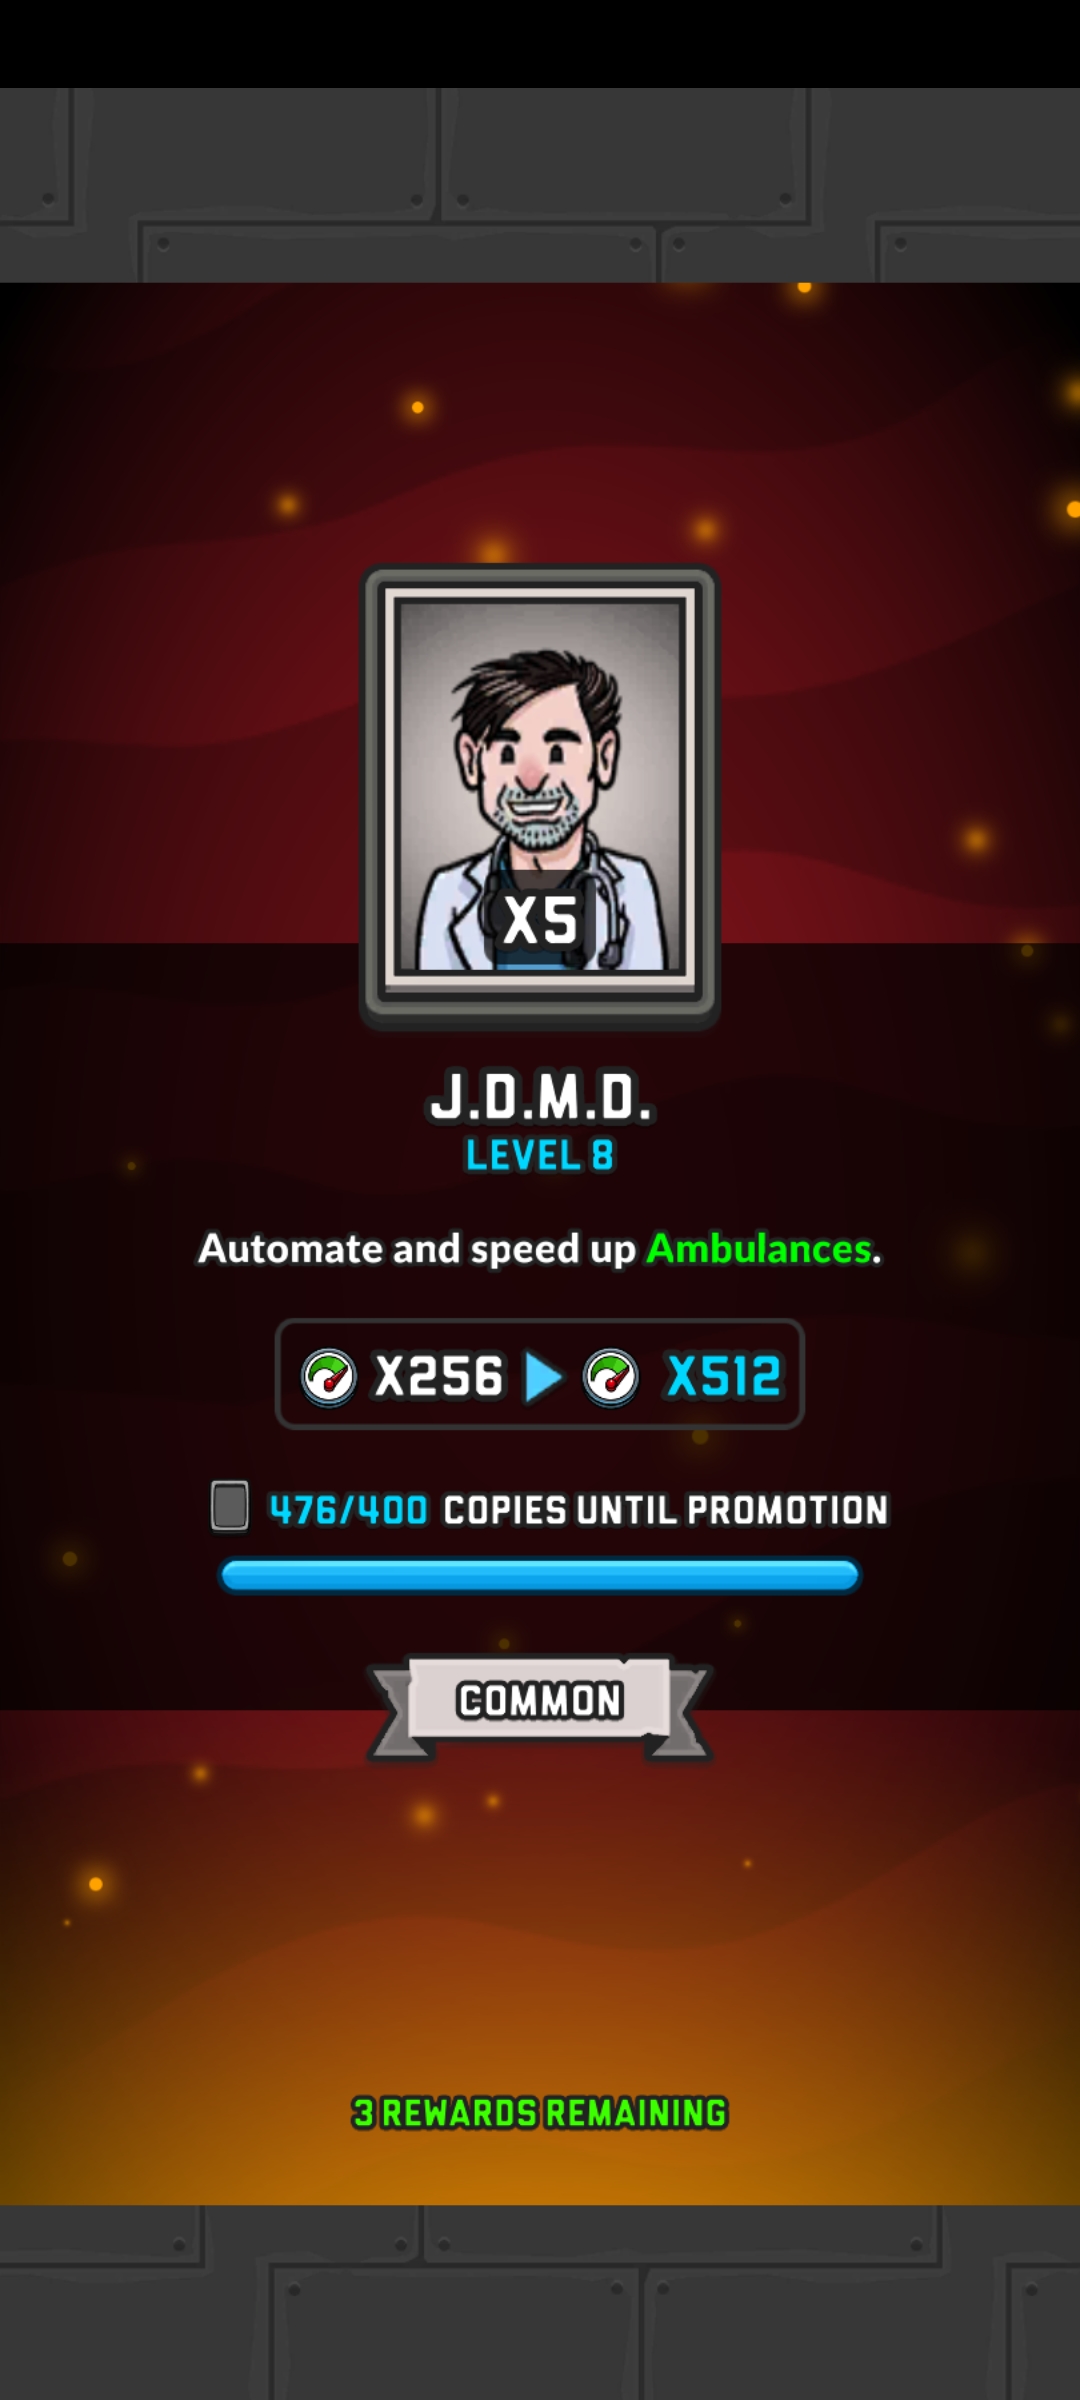 X5
J.D.M.D.
LEVEL 8
Automate and speed up Ambulances.
X256 X512
476/400 COPIES UNTIL PROMOTION
COMMON
3 REWARDS REMAINING